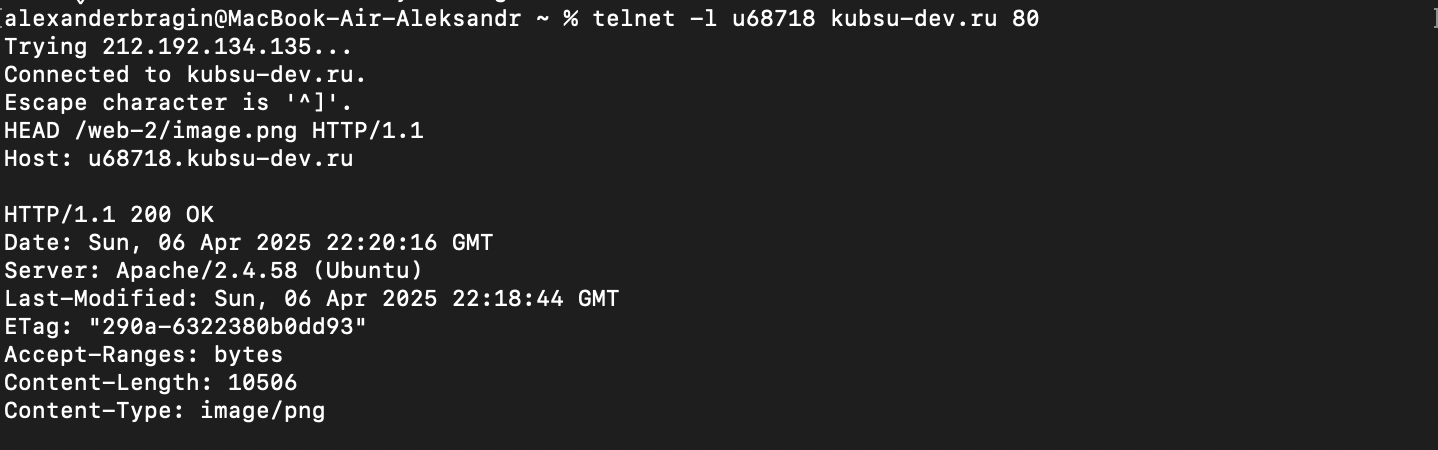 alexanderbragin@MacBook-Air-Aleksandr ~ % telnet -l u68718 kubsu-dev.ru 80
Trying 212.192.134.135...
Connected to kubsu-dev.ru.
Escape character is '^]'.
HEAD /web-2/image.png HTTP/1.1
Host: u68718.kubsu-dev.ru

HTTP/1.1 200 OK
Date: Sun, 06 Apr 2025 22:20:16 GMT
Server: Apache/2.4.58 (Ubuntu)
Last-Modified: Sun, 06 Apr 2025 22:18:44 GMT
ETag: "290a-6322380b0dd93"
Accept-Ranges: bytes
Content-Length: 10506
Content-Type: image/png